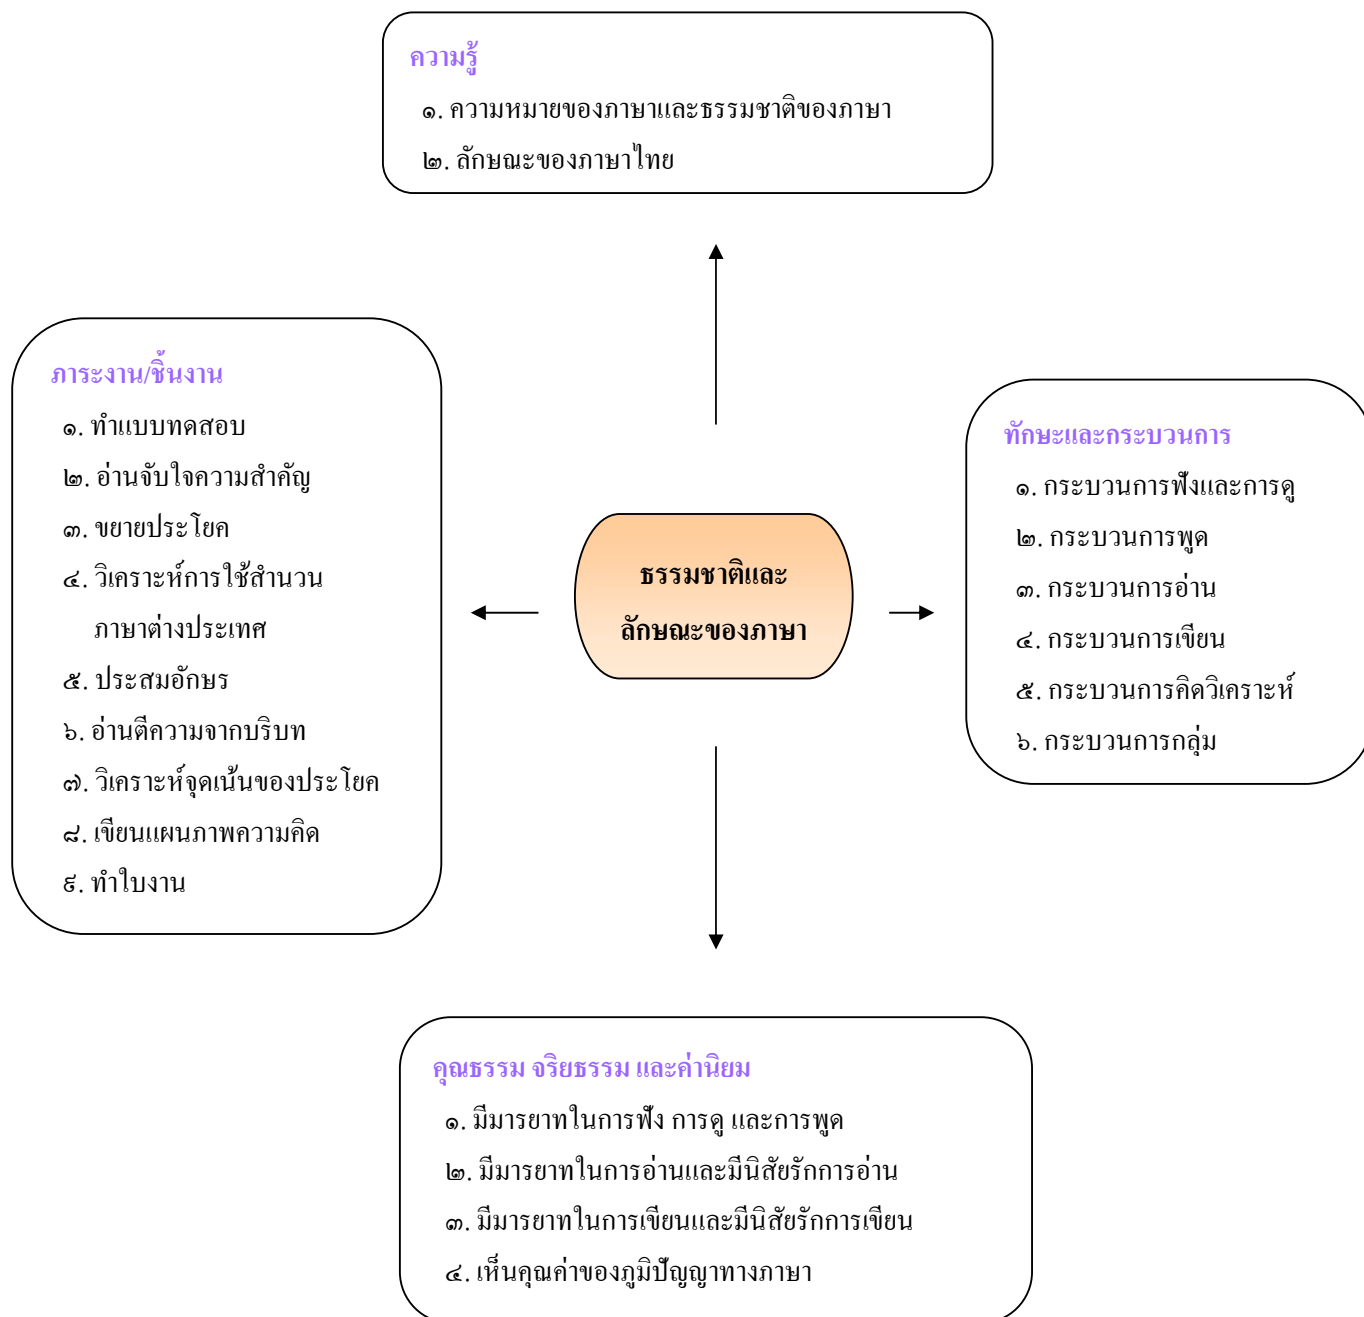 ความรู้
๑. ความหมายของภาษาและธรรมชาติของภาษา
๒. ลักษณะของภาษาไทย
ภาระงาน/ชิ้นงาน
๑. ทำแบบทดสอบ
๒. อ่านจับใจความสำคัญ
๓. ขยายประโยค
๔. วิเคราะห์การใช้สำนวน
ภาษาต่างประเทศ
๕. ประสมอักษร
๖. อ่านตีความจากบริบท
๗. วิเคราะห์จุดเน้นของประโยค
๘. เขียนแผนภาพความคิด
๙. ทำใบงาน
ธรรมชาติและ
ลักษณะของภาษา
ทักษะและกระบวนการ
๑. กระบวนการฟังและการดู
๒. กระบวนการพูด
๓. กระบวนการอ่าน
๔. กระบวนการเขียน
๕. กระบวนการคิดวิเคราะห์
๖. กระบวนการกลุ่ม
คุณธรรม จริยธรรม และค่านิยม
๑. มีมารยาทในการฟัง การดู และการพูด
๒. มีมารยาทในการอ่านและมีนิสัยรักการอ่าน
๓. มีมารยาทในการเขียนและมีนิสัยรักการเขียน
๔. เห็นคุณค่าของภูมิปัญญาทางภาษา